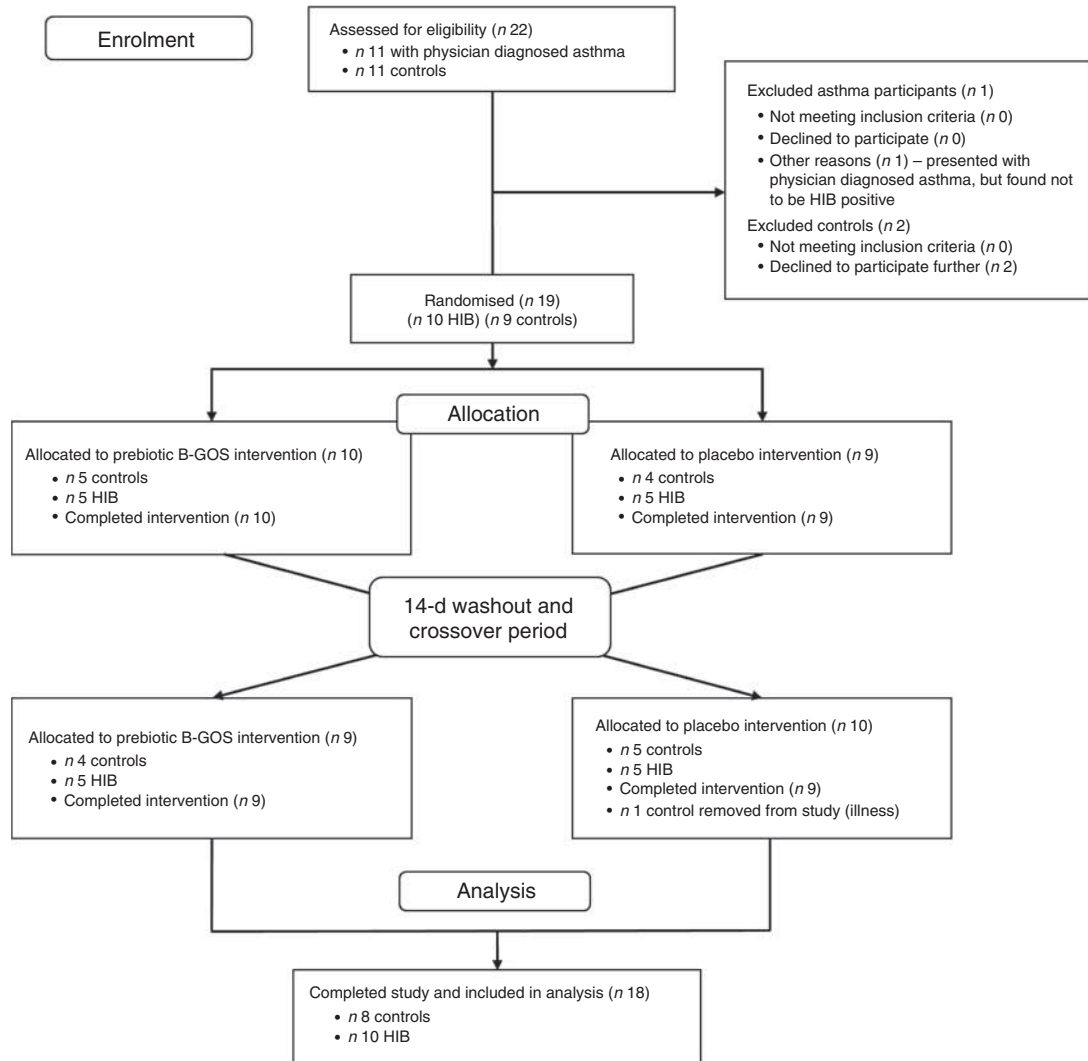 Enrolment
Assessed for eligibility (n 22)
• n 11 with physician diagnosed asthma
• n 11 controls
Excluded asthma participants (n 1)
• Not meeting inclusion criteria (n 0)
• Declined to participate (n 0)
• Other reasons (n 1) – presented with
physician diagnosed asthma, but found not
to be HIB positive
Excluded controls (n 2)
• Not meeting inclusion criteria (n 0)
• Declined to participate further (n 2)
Randomised (n 19)
(n 10 HIB) (n 9 controls)
Allocation
Allocated to prebiotic B-GOS intervention (n 10)
• n 5 controls
• n 5 HIB
• Completed intervention (n 10)
Allocated to placebo intervention (n 9)
• n 4 controls
• n 5 HIB
• Completed intervention (n 9)
14-d washout and
crossover period
Allocated to prebiotic B-GOS intervention (n 9)
• n 4 controls
• n 5 HIB
• Completed intervention (n 9)
Allocated to placebo intervention (n 10)
• n 5 controls
• n 5 HIB
• Completed intervention (n 9)
• n 1 control removed from study (illness)
Analysis
Completed study and included in analysis (n 18)
• n 8 controls
• n 10 HIB